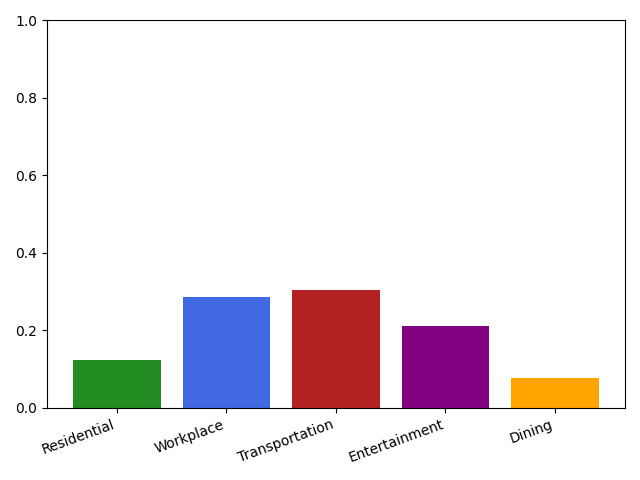 1.0
0.8
0.6
0.4
0.2
0.0
Residential
Workplace
Transportation
Entertainment
Dining